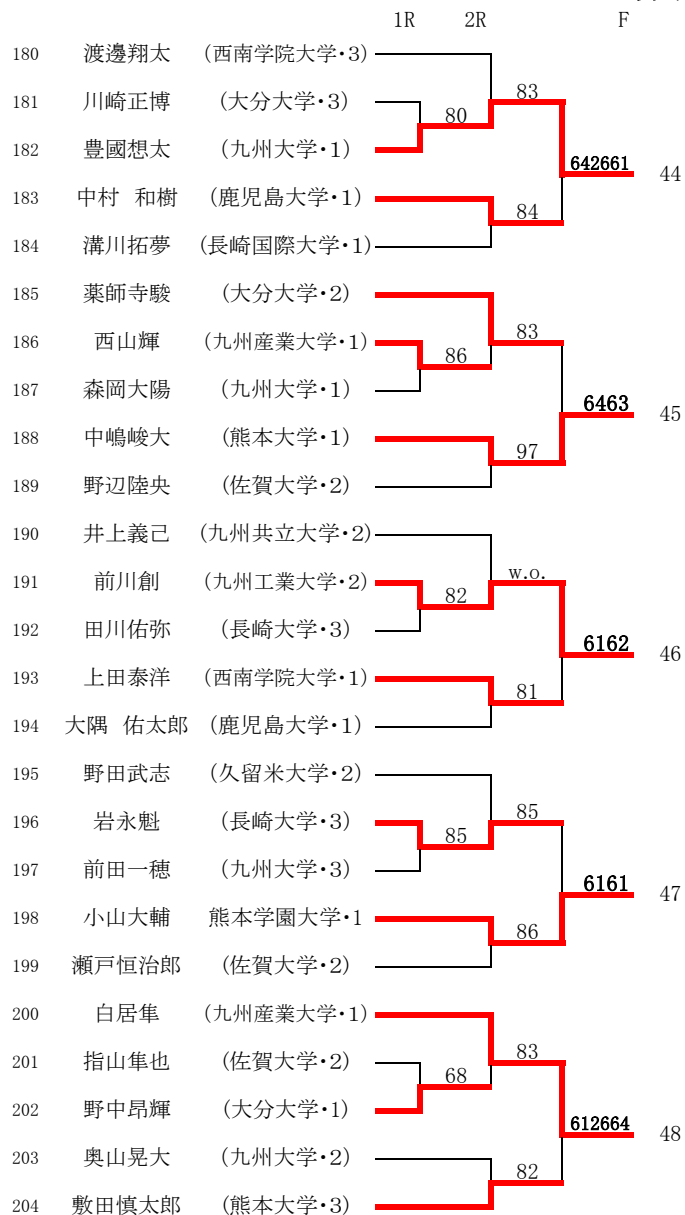 1R 2R F
180 渡邊翔太 (西南学院大学・3)
83
181 川崎正博 (大分大学・3)
80
182 豊國想太 (九州大学・1)
642661 44
183 中村 和樹 (鹿児島大学・1)
84
184 溝川拓夢 (長崎国際大学・1)
185 薬師寺駿 (大分大学・2)
83
186 西山輝 (九州産業大学・1)
86
187 森岡大陽 (九州大学・1)
6463 45
188 中嶋峻大 (熊本大学・1)
97
189 野辺陸央 (佐賀大学・2)
190 井上義己 (九州共立大学・2)
w.o.
191 前川創 (九州工業大学・2)
82
192 田川佑弥 (長崎大学・3)
6162 46
193 上田泰洋 (西南学院大学・1)
81
194 大隅 佑太郎 (鹿児島大学・1)
195 野田武志 (久留米大学・2)
85
196 岩永魁 (長崎大学・3)
85
197 前田一穂 (九州大学・3)
6161 47
198 小山大輔 熊本学園大学・1
86
199 瀬戸恒治郎 (佐賀大学・2)
200 白居隼 (九州産業大学・1)
83
201 指山隼也 (佐賀大学・2)
68
202 野中昂輝 (大分大学・1)
612664 48
203 奥山晃大 (九州大学・2)
82
204 敷田慎太郎 (熊本大学・3)